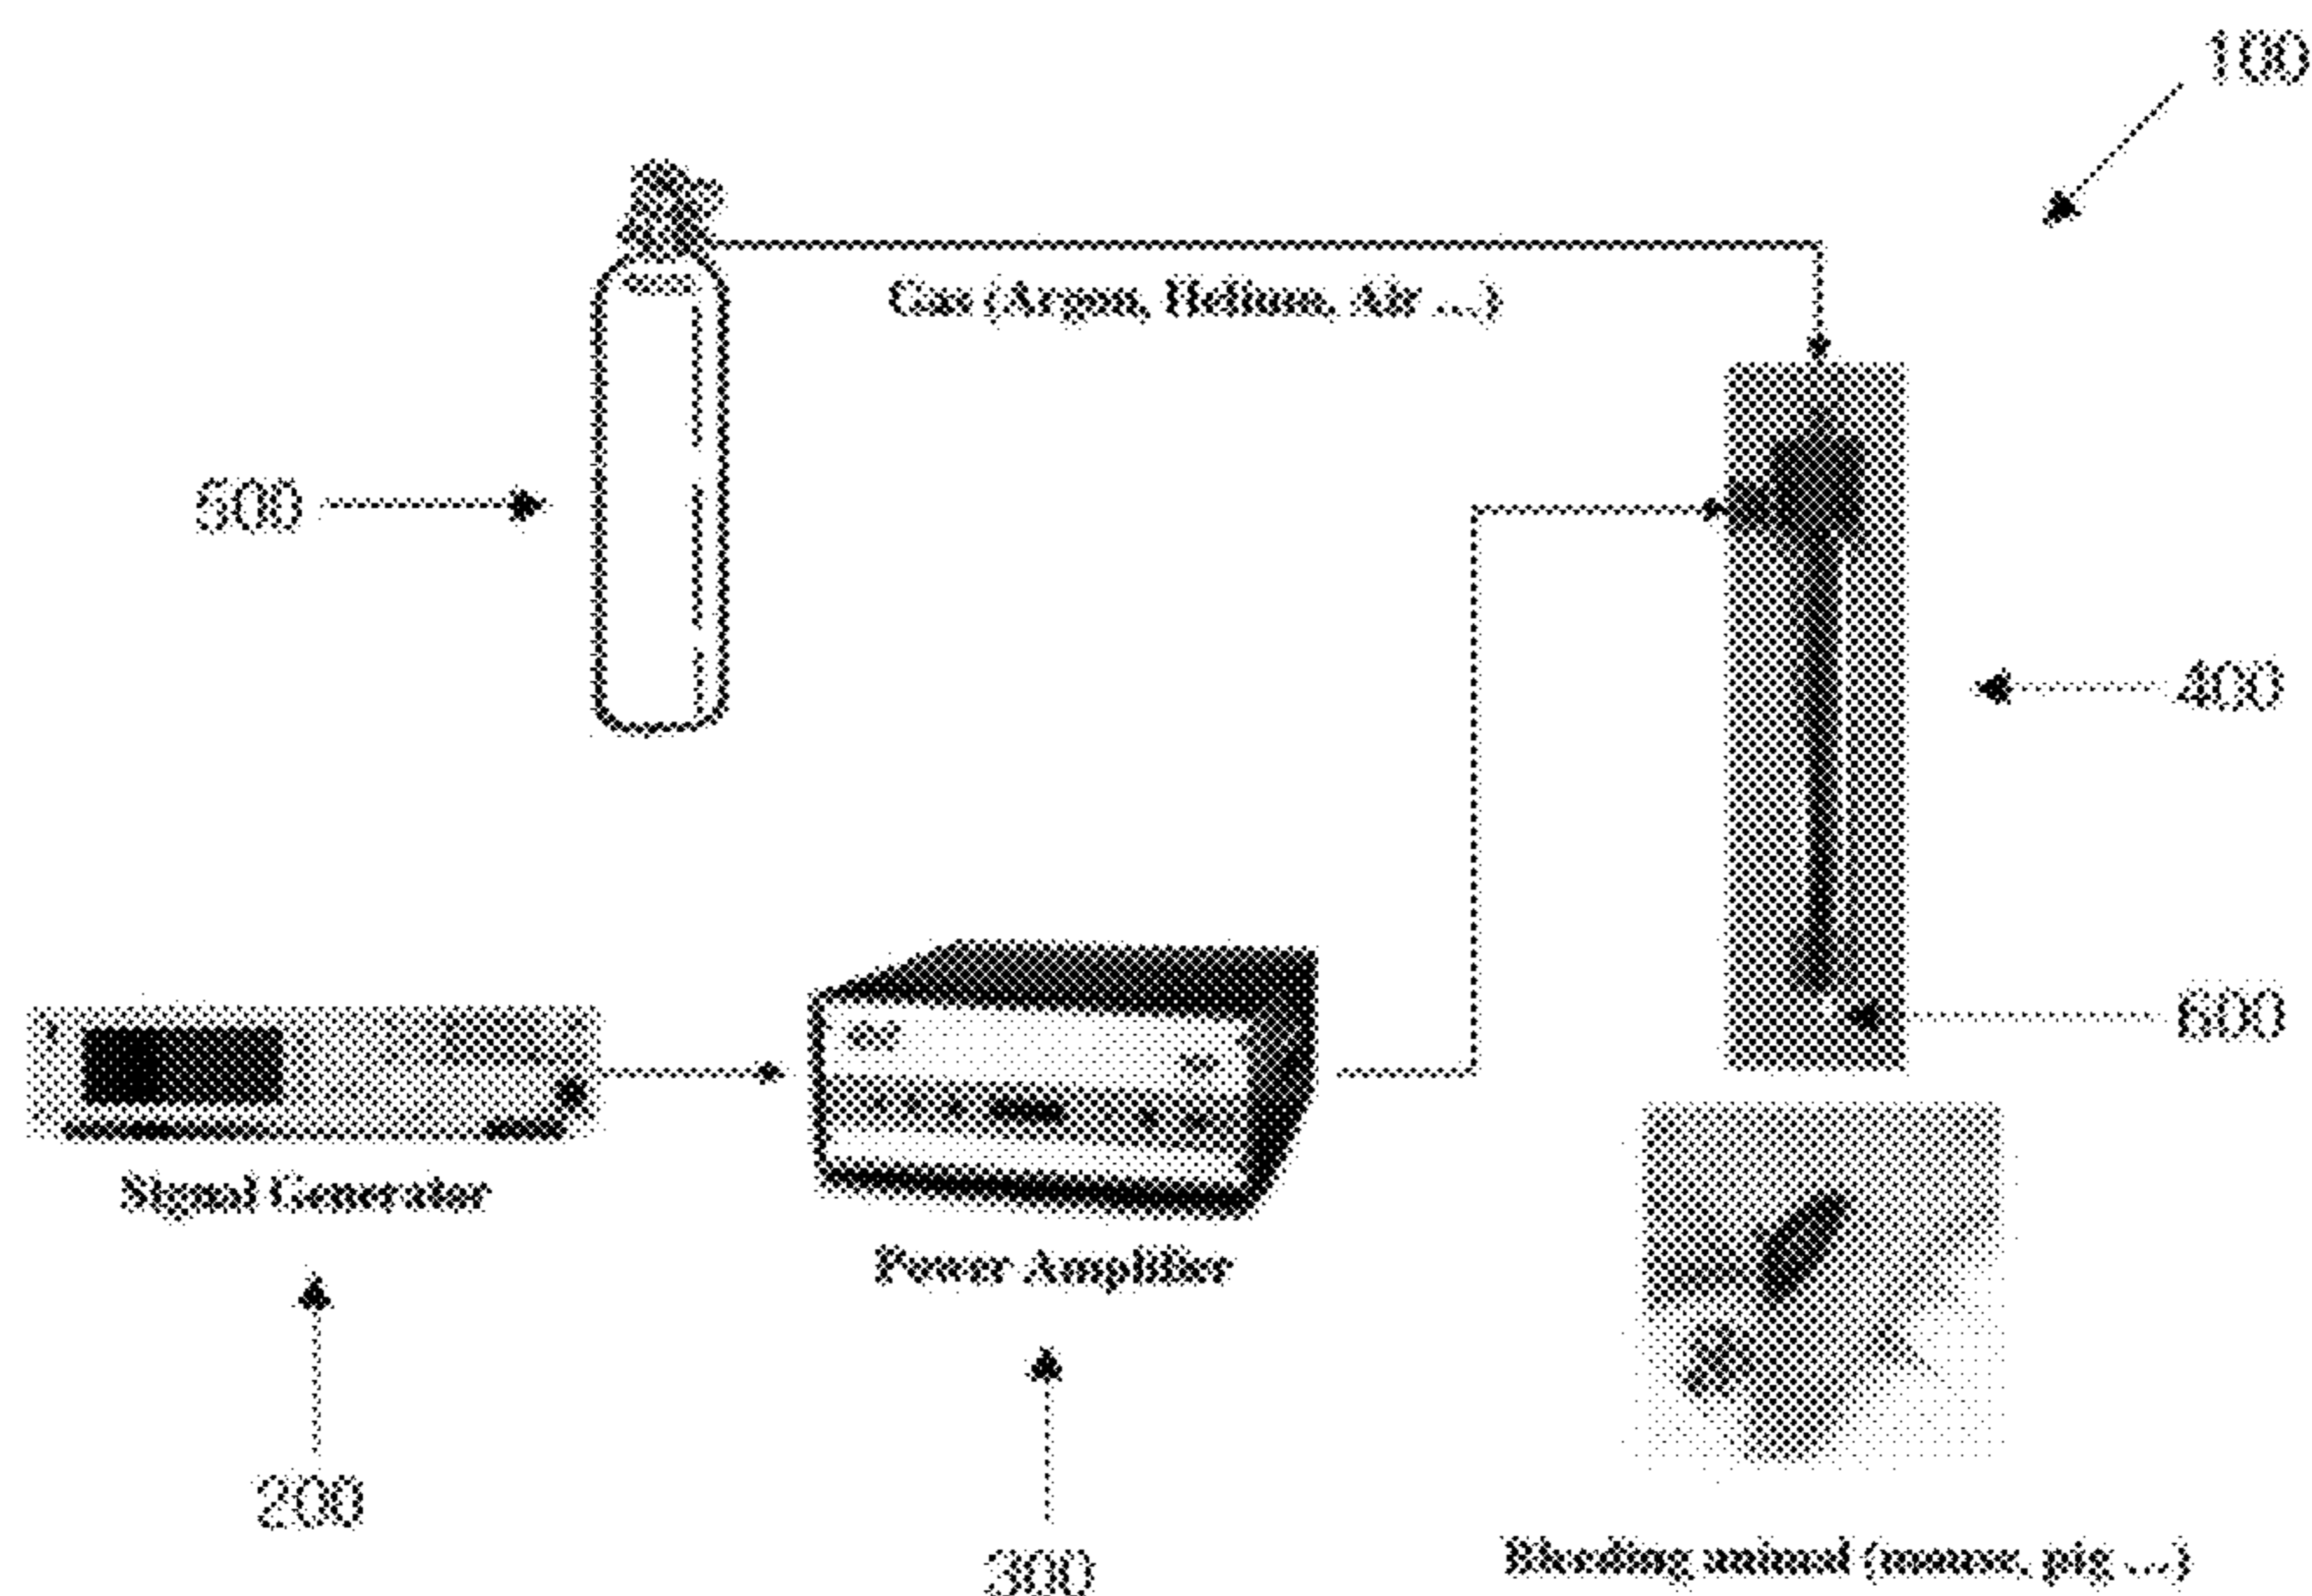 100
Gas (Argon, Helium, Air ...)
500
400
600
Signal Generator
Power Amplifier
200
300
Bleeding animal (mouse, pig ...)